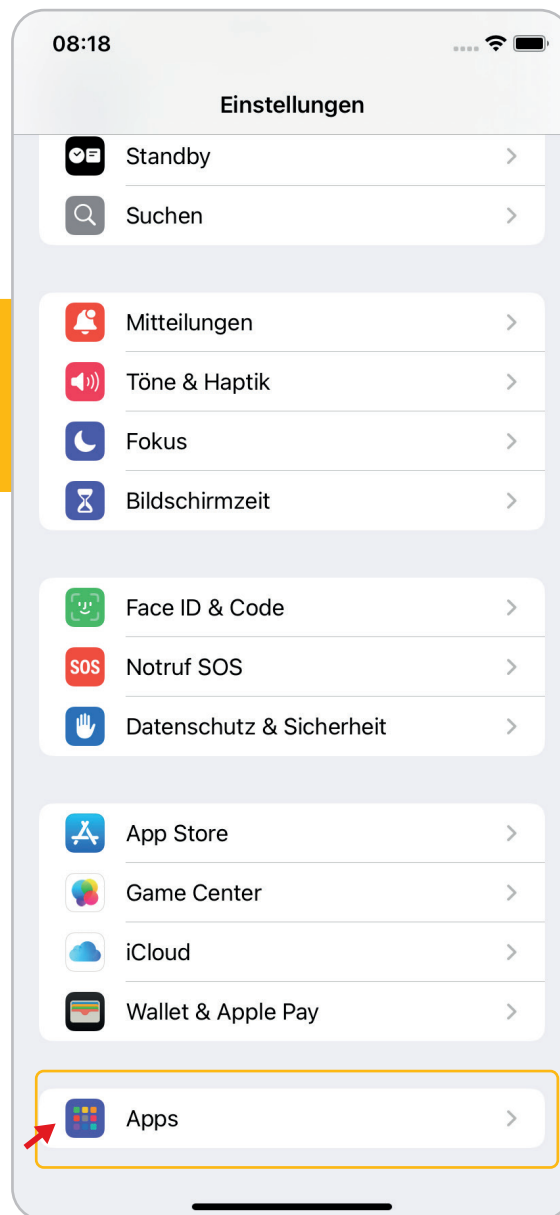 08:18
Einstellungen
Standby
Suchen
Mitteilungen
Töne & Haptik
Fokus
Bildschirmzeit
Face ID & Code
SOS
Notruf SOS
Datenschutz & Sicherheit
App Store
Game Center
iCloud
Wallet & Apple Pay
Apps